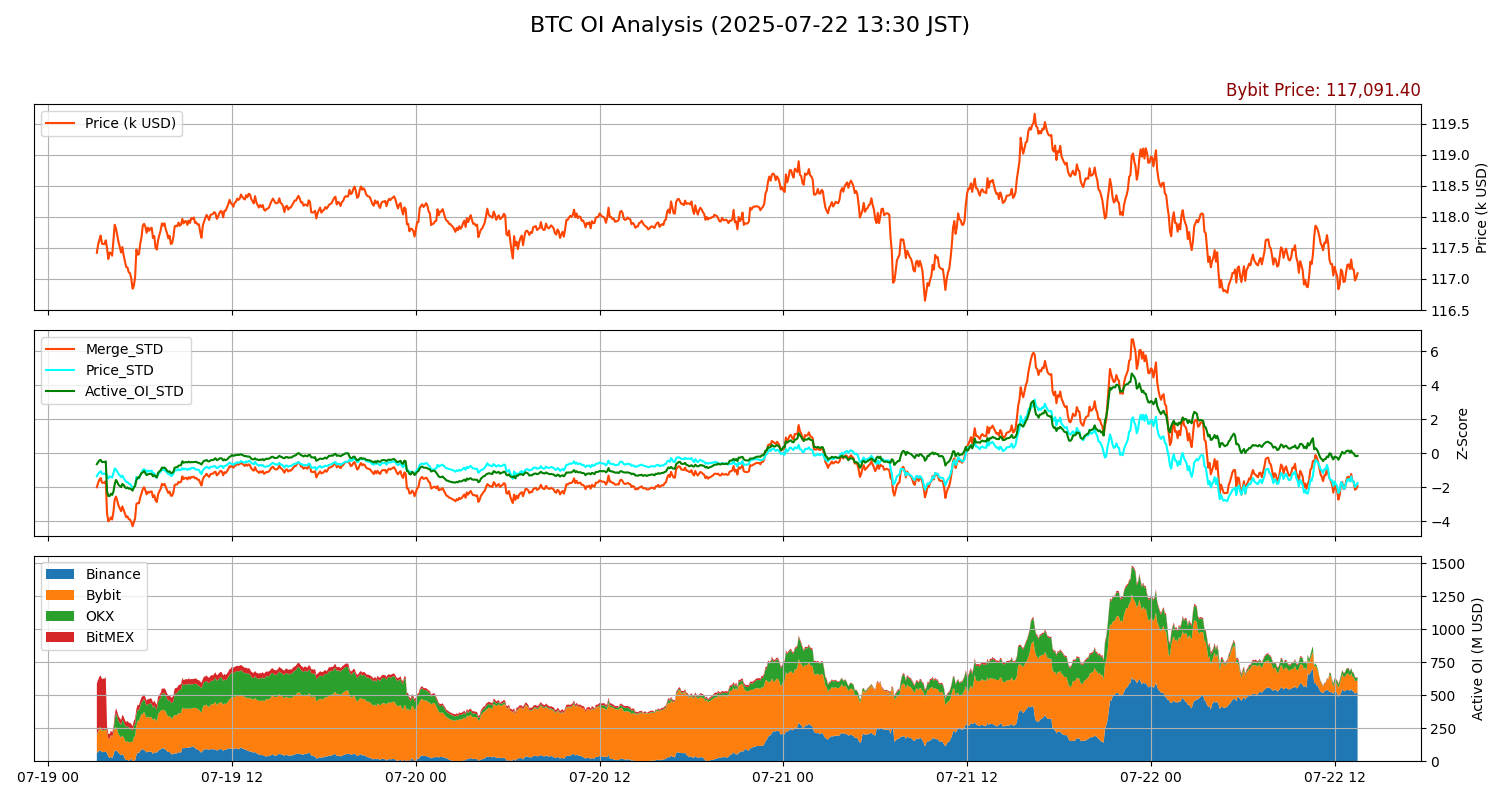 BTC OI Analysis (2025-07-22 13:30 JST)
Bybit Price: 117,091.40
Price (k USD)
119.5
119.0
118.5
118.0
117.5
117.0
116.5
Price (k USD)
Merge_STD
Price_STD
Active_OI_STD
6
4
2
0
−2
−4
Z-Score
Binance
Bybit
OKX
BitMEX
1500
1250
1000
750
500
250
0
Active OI (M USD)
07-19 00
07-19 12
07-20 00
07-20 12
07-21 00
07-21 12
07-22 00
07-22 12